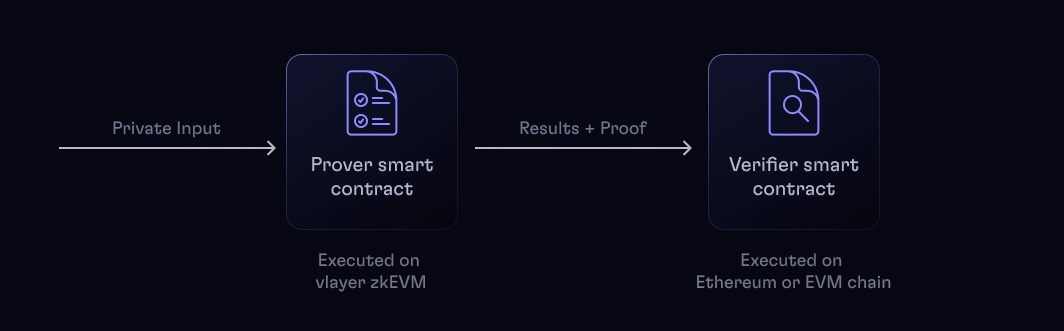 Private Input
Prover smart
contract
Executed on
vlayer zkEVM
Results + Proof
Verifier smart
contract
Executed on
Ethereum or EVM chain